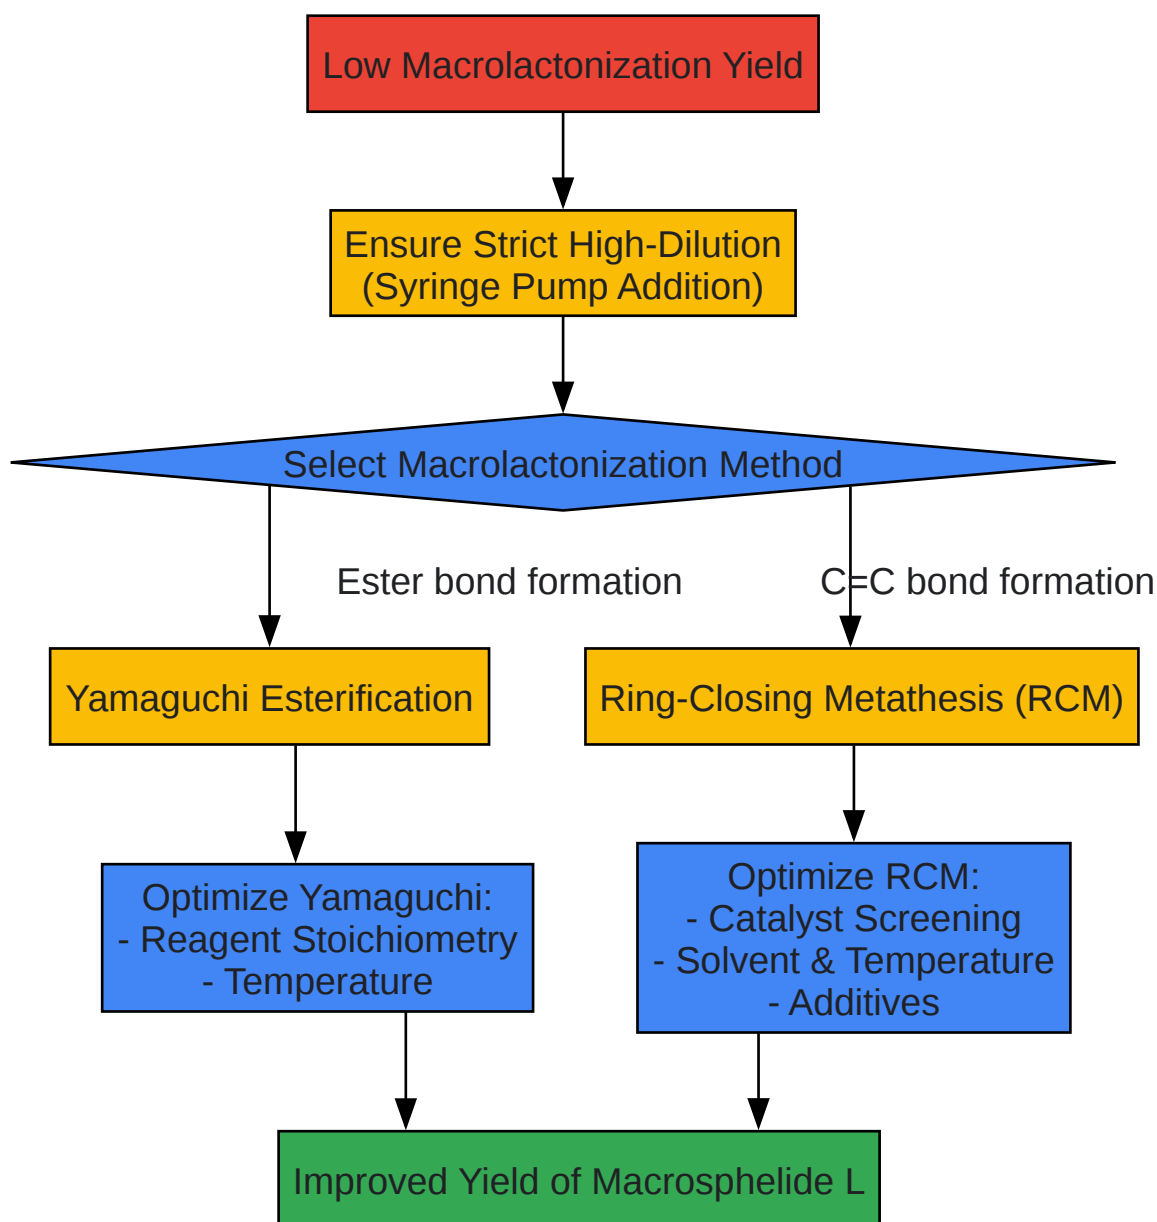 Low Macrolactonization Yield
Ensure Strict High-Dilution
(Syringe Pump Addition)
Select Macrolactonization Method
Ester bond formation
C=C bond formation
Yamaguchi Esterification
Ring-Closing Metathesis (RCM)
Optimize Yamaguchi:
- Reagent Stoichiometry
- Temperature
Optimize RCM:
- Catalyst Screening
- Solvent & Temperature
- Additives
Improved Yield of Macrosphelide L